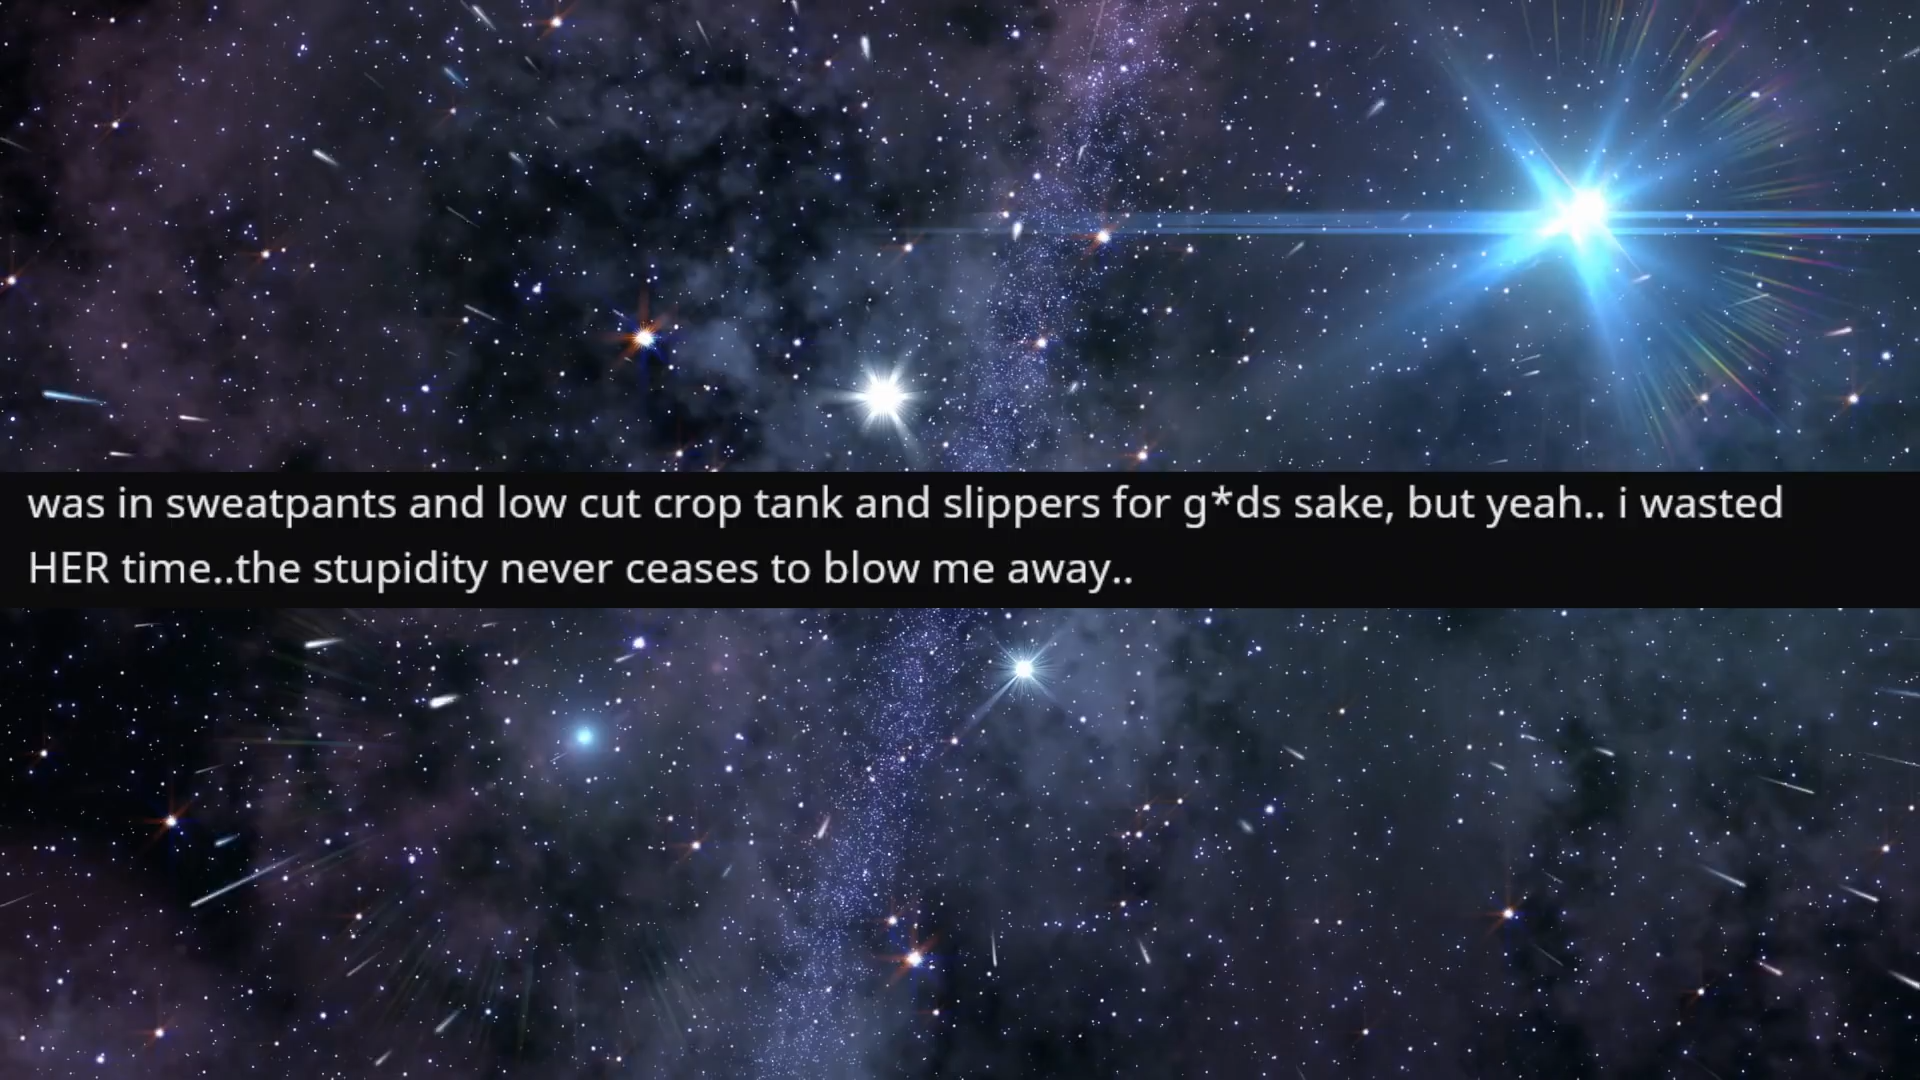 was in sweatpants and low cut crop tank and slippers for g*ds sake, but yeah.. i wasted
HER time..the stupidity never ceases to blow me away..